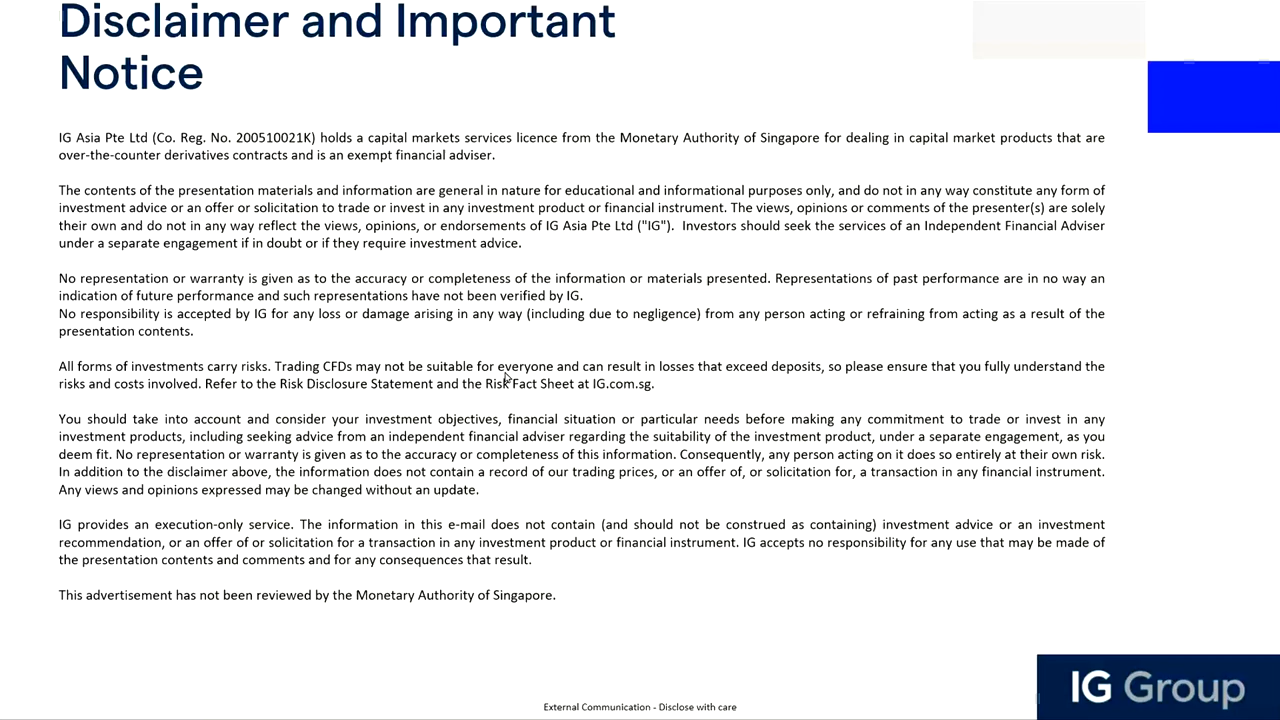 Disclaimer and Important
Notice
IG Asia Pte Ltd (Co. Reg. No. 200510021K) holds a capital markets services licence from the Monetary Authority of Singapore for dealing in capital market products that are
over-the-counter derivatives contracts and is an exempt financial adviser.
The contents of the presentation materials and information are general in nature for educational and informational purposes only, and do not in any way constitute any form of
investment advice or an offer or solicitation to trade or invest in any investment product or financial instrument. The views, opinions or comments of the presenter(s) are solely
their own and do not in any way reflect the views, opinions, or endorsements of IG Asia Pte Ltd ("IG"). Investors should seek the services of an Independent Financial Adviser
under a separate engagement if in doubt or if they require investment advice.
No representation or warranty is given as to the accuracy or completeness of the information or materials presented. Representations of past performance are in no way an
indication of future performance and such representations have not been verified by IG.
No responsibility is accepted by IG for any loss or damage arising in any way (including due to negligence) from any person acting or refraining from acting as a result of the
presentation contents.
All forms of investments carry risks. Trading CFDs may not be suitable for everyone and can result in losses that exceed deposits, so please ensure that you fully understand the
risks and costs involved. Refer to the Risk Disclosure Statement and the Risk Fact Sheet at IG.com.sg.
You should take into account and consider your investment objectives, financial situation or particular needs before making any commitment to trade or invest in any
investment products, including seeking advice from an independent financial adviser regarding the suitability of the investment product, under a separate engagement, as you
deem fit. No representation or warranty is given as to the accuracy or completeness of this information. Consequently, any person acting on it does so entirely at their own risk.
In addition to the disclaimer above, the information does not contain a record of our trading prices, or an offer of, or solicitation for, a transaction in any financial instrument.
Any views and opinions expressed may be changed without an update.
IG provides an execution-only service. The information in this e-mail does not contain (and should not be construed as containing) investment advice or an investment
recommendation, or an offer of or solicitation for a transaction in any investment product or financial instrument. IG accepts no responsibility for any use that may be made of
the presentation contents and comments and for any consequences that result.
This advertisement has not been reviewed by the Monetary Authority of Singapore.
IG Group
External Communication - Disclose with care